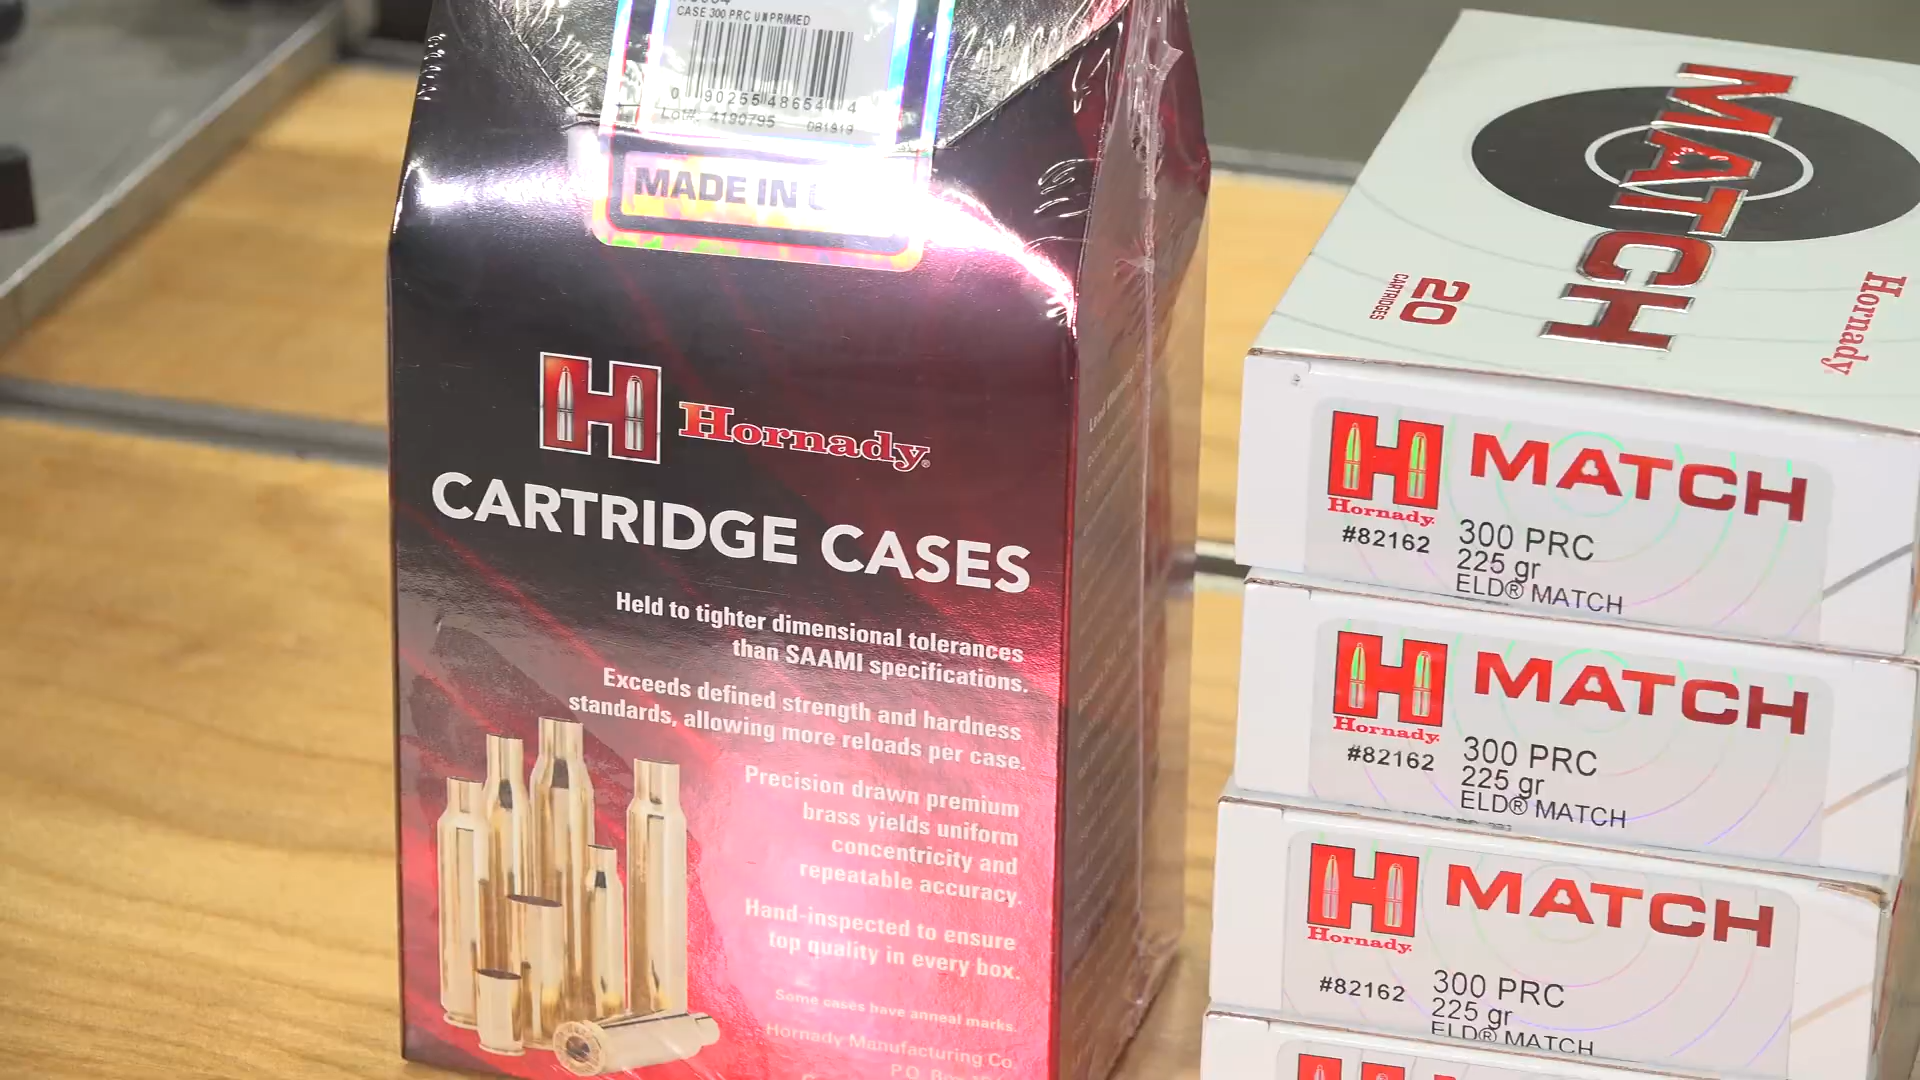 CASE 300 PRC UNPRIMED
0 90255 48654 4
Lot#: 4190795 081919
MADE IN
H Hornady®
CARTRIDGE CASES
Held to tighter dimensional tolerances
than SAAMI specifications.
Exceeds defined strength and hardness
standards, allowing more reloads per case.
Precision drawn premium
brass yields uniform
concentricity and
repeatable accuracy.
Hand-inspected to ensure
top quality in every box.
Some cases have anneal marks.
Hornady Manufacturing Co.
P.O. Box
MATCH
20
CARTRIDGES
Hornady
H MATCH
Hornady.
#82162 300 PRC
225 gr
ELD® MATCH
H MATCH
Hornady.
#82162 300 PRC
225 gr
ELD® MATCH
H MATCH
Hornady.
#82162 300 PRC
225 gr
ELD® MATCH